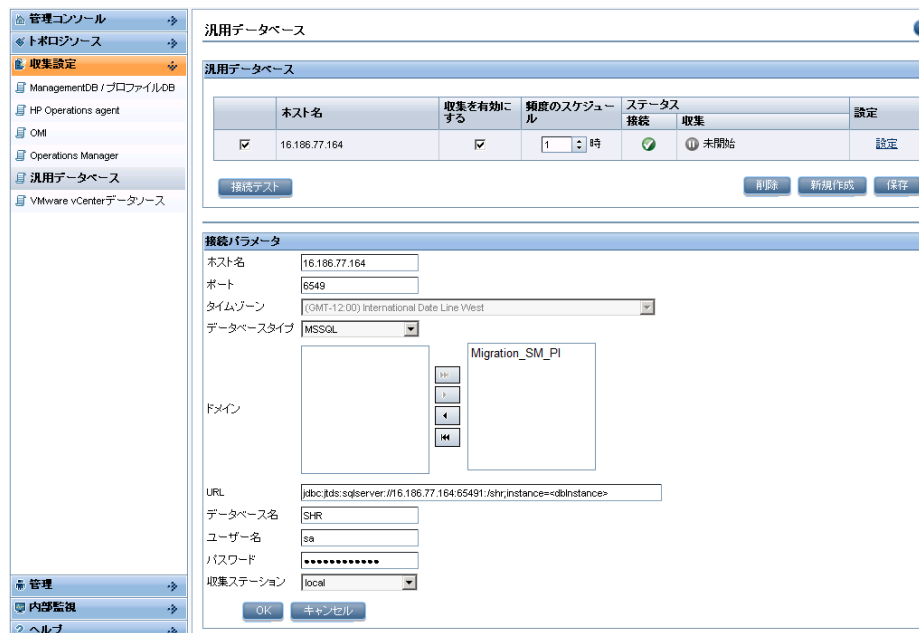 管理コンソール
トポロジソース
収集設定
ManagementDB / プロファイルDB
HP Operations agent
OMI
Operations Manager
汎用データベース
VMware vCenterデータソース
管理
内部監視
ヘルプ
汎用データベース
汎用データベース
ホスト名
収集を有効にする
頻度のスケジュール
ステータス
接続
収集
設定
16.186.77.164
1 時
未開始
設定
接続テスト
削除
新規作成
保存
接続パラメータ
ホスト名 16.186.77.164
ポート 6549
タイムゾーン (GMT-12:00) International Date Line West
データベースタイプ MSSQL
ドメイン
Migration_SM_PI
URL jdbc:jtds:sqlserver://16.186.77.164:65491:/shr;instance=<dbInstance>
データベース名 SHR
ユーザー名 sa
パスワード ••••••••••••
収集ステーション local
OK キャンセル